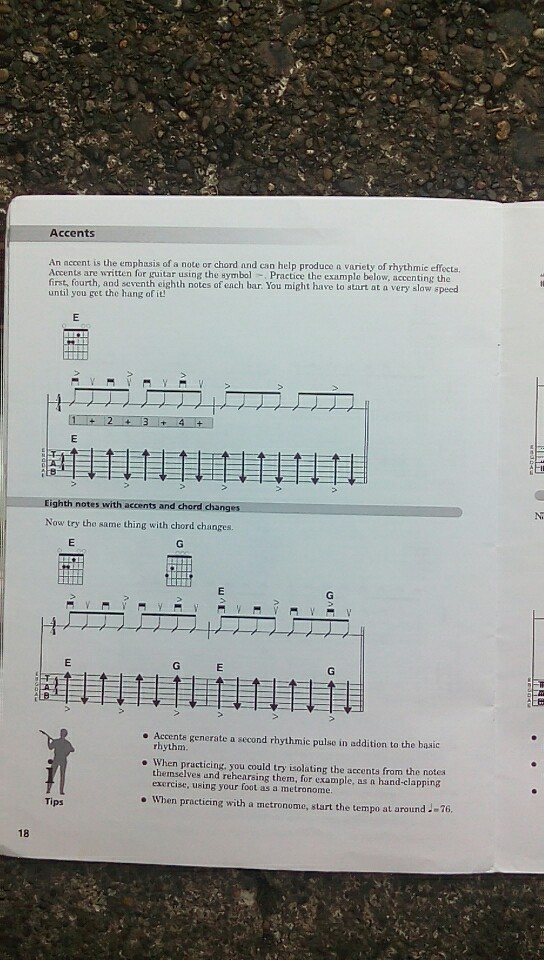 Accents
An accent is the emphasis of a note or chord and can help produce a variety of rhythmic effects.
Accents are written for guitar using the symbol >. Practice the example below, accenting the
first, fourth, and seventh eighth notes of each bar. You might have to start at a very slow speed
until you get the hang of it!
E
1 + 2 + 3 + 4 +
E
T
A
B
Eighth notes with accents and chord changes
Now try the same thing with chord changes.
E G
E G
E G E G
T
A
B
• Accents generate a second rhythmic pulse in addition to the basic
rhythm.
• When practicing, you could try isolating the accents from the notes
themselves and rehearsing them, for example, as a hand-clapping
exercise, using your foot as a metronome.
• When practicing with a metronome, start the tempo at around ♩=76.
Tips
18